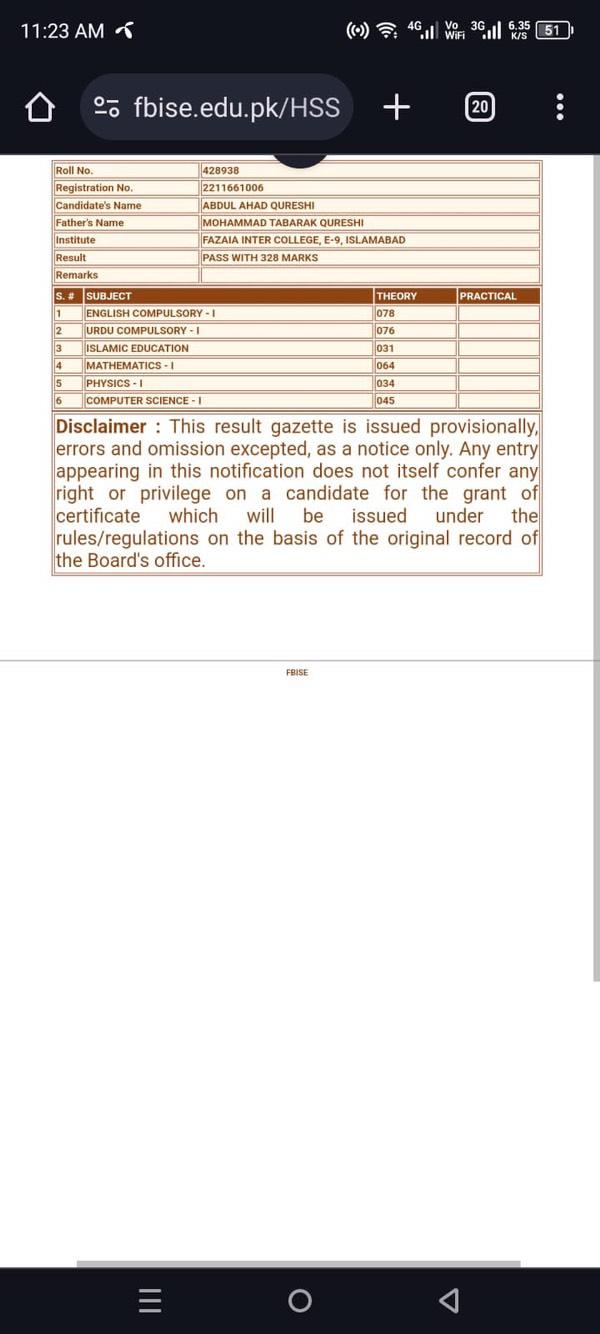 11:23 AM 4G Vo WiFi 3G 6.35 K/S 51
fbise.edu.pk/HSS 20
Roll No. 428938
Registration No. 2211661006
Candidate's Name ABDUL AHAD QURESHI
Father's Name MOHAMMAD TABARAK QURESHI
Institute FAZAIA INTER COLLEGE, E-9, ISLAMABAD
Result PASS WITH 328 MARKS
Remarks
S. # SUBJECT THEORY PRACTICAL
1 ENGLISH COMPULSORY - I 078
2 URDU COMPULSORY - I 076
3 ISLAMIC EDUCATION 031
4 MATHEMATICS - I 064
5 PHYSICS - I 034
6 COMPUTER SCIENCE - I 045
Disclaimer : This result gazette is issued provisionally,
errors and omission excepted, as a notice only. Any entry
appearing in this notification does not itself confer any
right or privilege on a candidate for the grant of
certificate which will be issued under the
rules/regulations on the basis of the original record of
the Board's office.
FBISE